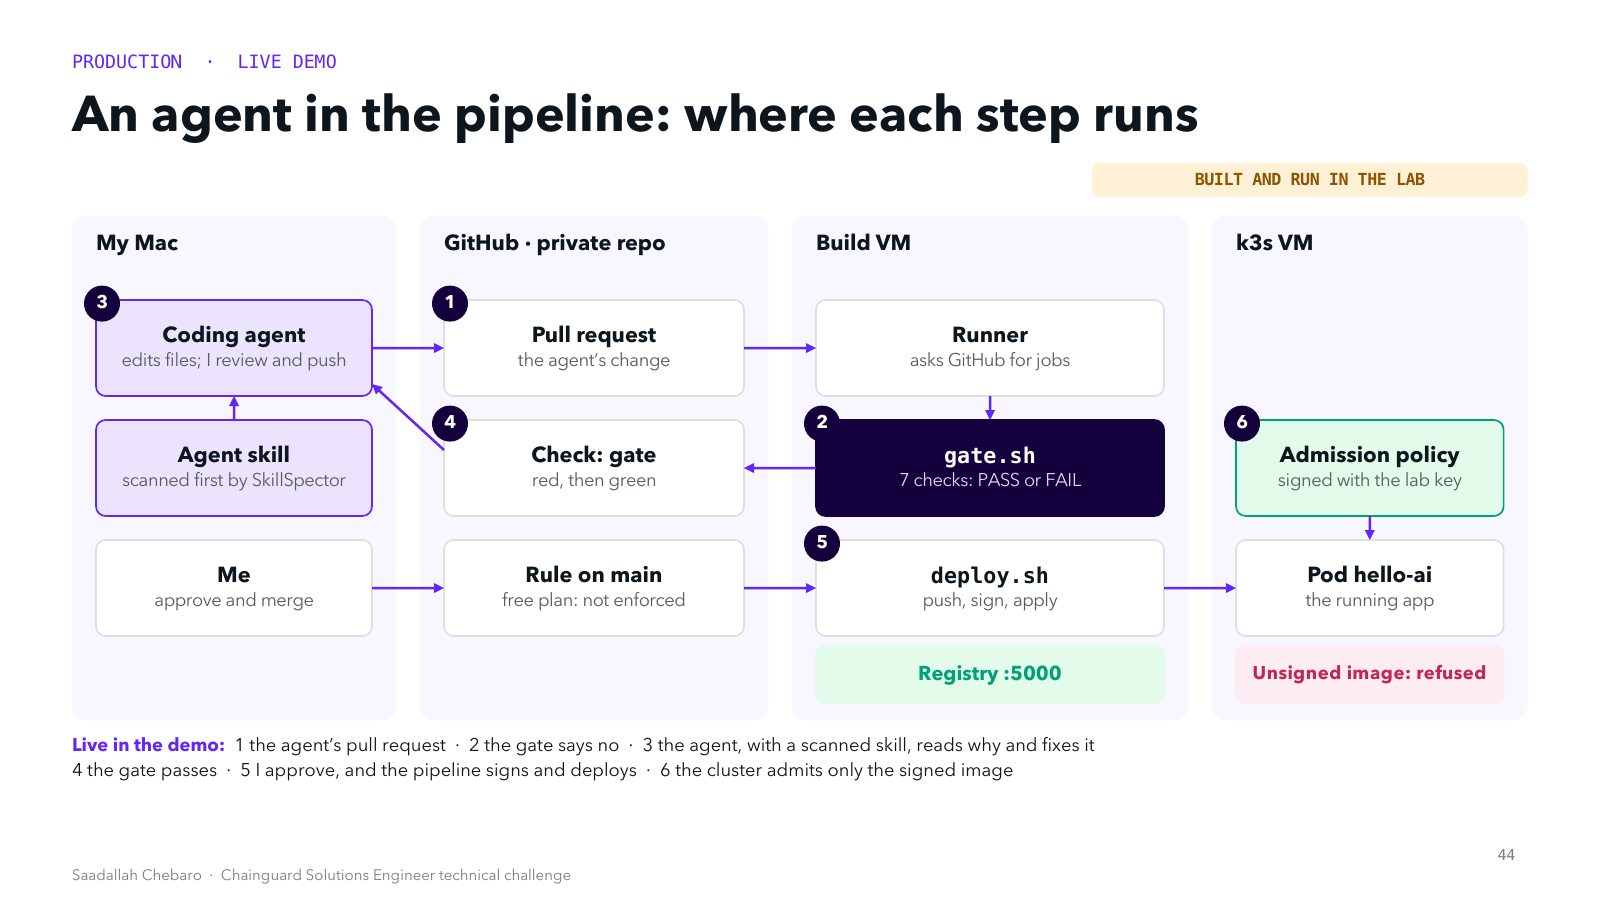 PRODUCTION · LIVE DEMO
An agent in the pipeline: where each step runs
BUILT AND RUN IN THE LAB
My Mac
3
Coding agent
edits files; I review and push
Agent skill
scanned first by SkillSpector
Me
approve and merge
GitHub · private repo
1
Pull request
the agent’s change
4
Check: gate
red, then green
Rule on main
free plan: not enforced
Build VM
Runner
asks GitHub for jobs
2
gate.sh
7 checks: PASS or FAIL
5
deploy.sh
push, sign, apply
Registry :5000
k3s VM
6
Admission policy
signed with the lab key
Pod hello-ai
the running app
Unsigned image: refused
Live in the demo: 1 the agent’s pull request · 2 the gate says no · 3 the agent, with a scanned skill, reads why and fixes it
4 the gate passes · 5 I approve, and the pipeline signs and deploys · 6 the cluster admits only the signed image
44
Saadallah Chebaro · Chainguard Solutions Engineer technical challenge